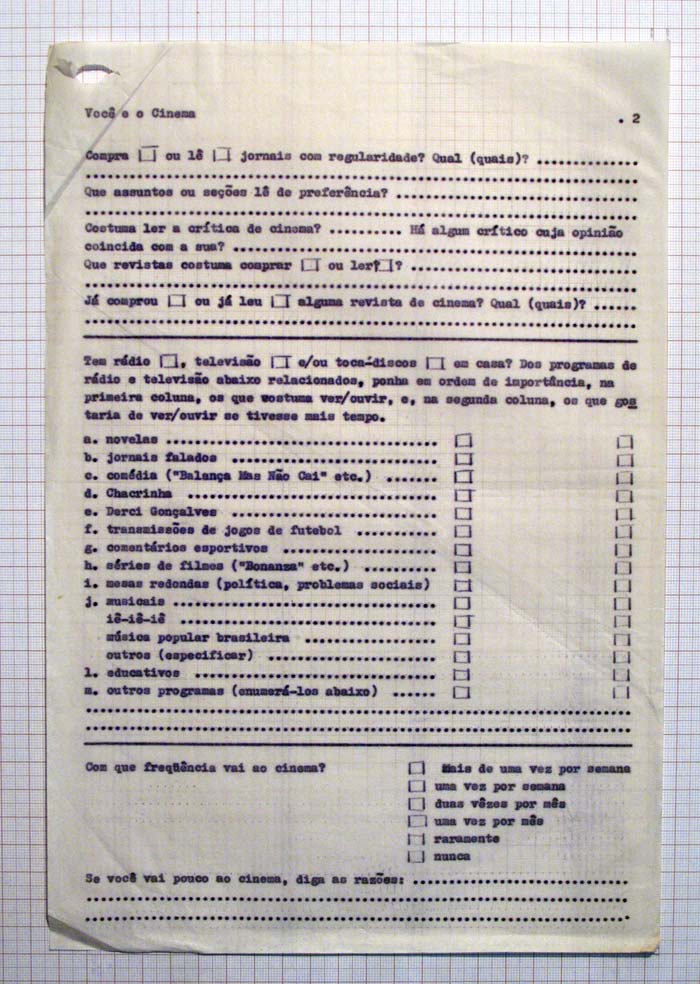 Você e o Cinema
. 2
Compra □ ou lê □ jornais com regularidade? Qual (quais)? ..............
Que assuntos ou seções lê de preferência? ..............................
Costuma ler a crítica de cinema? .......... Há algum crítico cuja opinião
coincida com a sua? ....................................................
Que revistas costuma comprar □ ou ler?□? ..............................
Já comprou □ ou já leu □ alguma revista de cinema? Qual (quais)? ......
Tem rádio □, televisão □ e/ou toca-discos □ em casa? Dos programas de
rádio e televisão abaixo relacionados, ponha em ordem de importância, na
primeira coluna, os que wostuma ver/ouvir, e, na segunda coluna, os que gos
taria de ver/ouvir se tivesse mais tempo.
a. novelas .................................. □ □
b. jornais falados ............................ □ □
c. comédia ("Balança Mas Não Cai" etc.) ....... □ □
d. Chacrinha ................................ □ □
e. Derci Gonçalves ........................... □ □
f. transmissões de jogos de futebol ........... □ □
g. comentários esportivos .................... □ □
h. séries de filmes ("Bonanza" etc.) .......... □ □
i. mesas redondas (política, problemas sociais) □ □
j. musicais .................................. □ □
iê-iê-iê .................................. □ □
música popular brasileira ................. □ □
outros (especificar) ...................... □ □
l. educativos ................................ □ □
m. outros programas (enumerá-los abaixo) ...... □ □
Com que freqüência vai ao cinema? □ Mais de uma vez por semana
□ uma vez por semana
□ duas vêzes por mês
□ uma vez por mês
□ raramente
□ nunca
Se você vai pouco ao cinema, diga as razões: ...........................